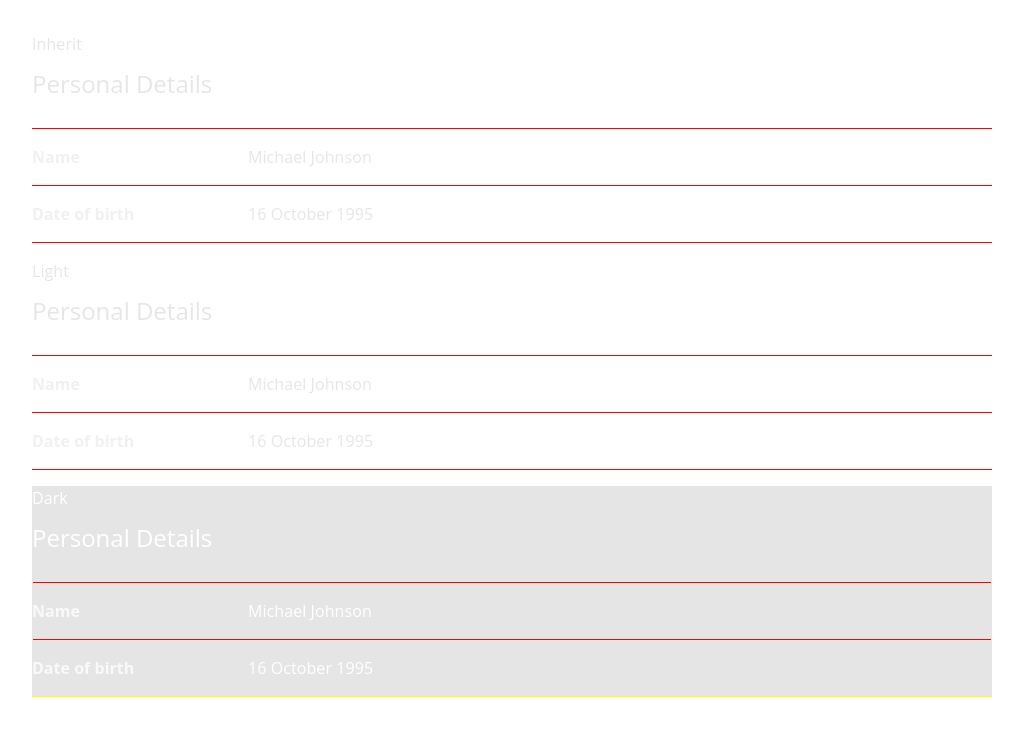 Inherit
Personal Details
Name Michael Johnson
Date of birth 16 October 1995
Light
Personal Details
Name Michael Johnson
Date of birth 16 October 1995
Dark
Personal Details
Name Michael Johnson
Date of birth 16 October 1995